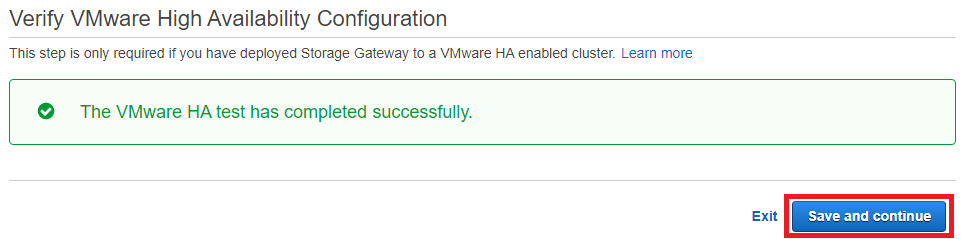 Verify VMware High Availability Configuration
This step is only required if you have deployed Storage Gateway to a VMware HA enabled cluster. Learn more
The VMware HA test has completed successfully.
Exit Save and continue